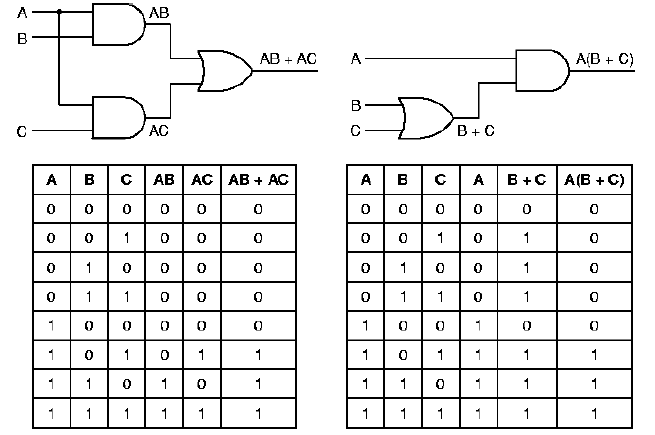 A
B
C
AB
AC
AB + AC
A
B
C
B + C
A(B + C)
A B C AB AC AB + AC
0 0 0 0 0 0
0 0 1 0 0 0
0 1 0 0 0 0
0 1 1 0 0 0
1 0 0 0 0 0
1 0 1 0 1 1
1 1 0 1 0 1
1 1 1 1 1 1
A B C A B + C A(B + C)
0 0 0 0 0 0
0 0 1 0 1 0
0 1 0 0 1 0
0 1 1 0 1 0
1 0 0 1 0 0
1 0 1 1 1 1
1 1 0 1 1 1
1 1 1 1 1 1